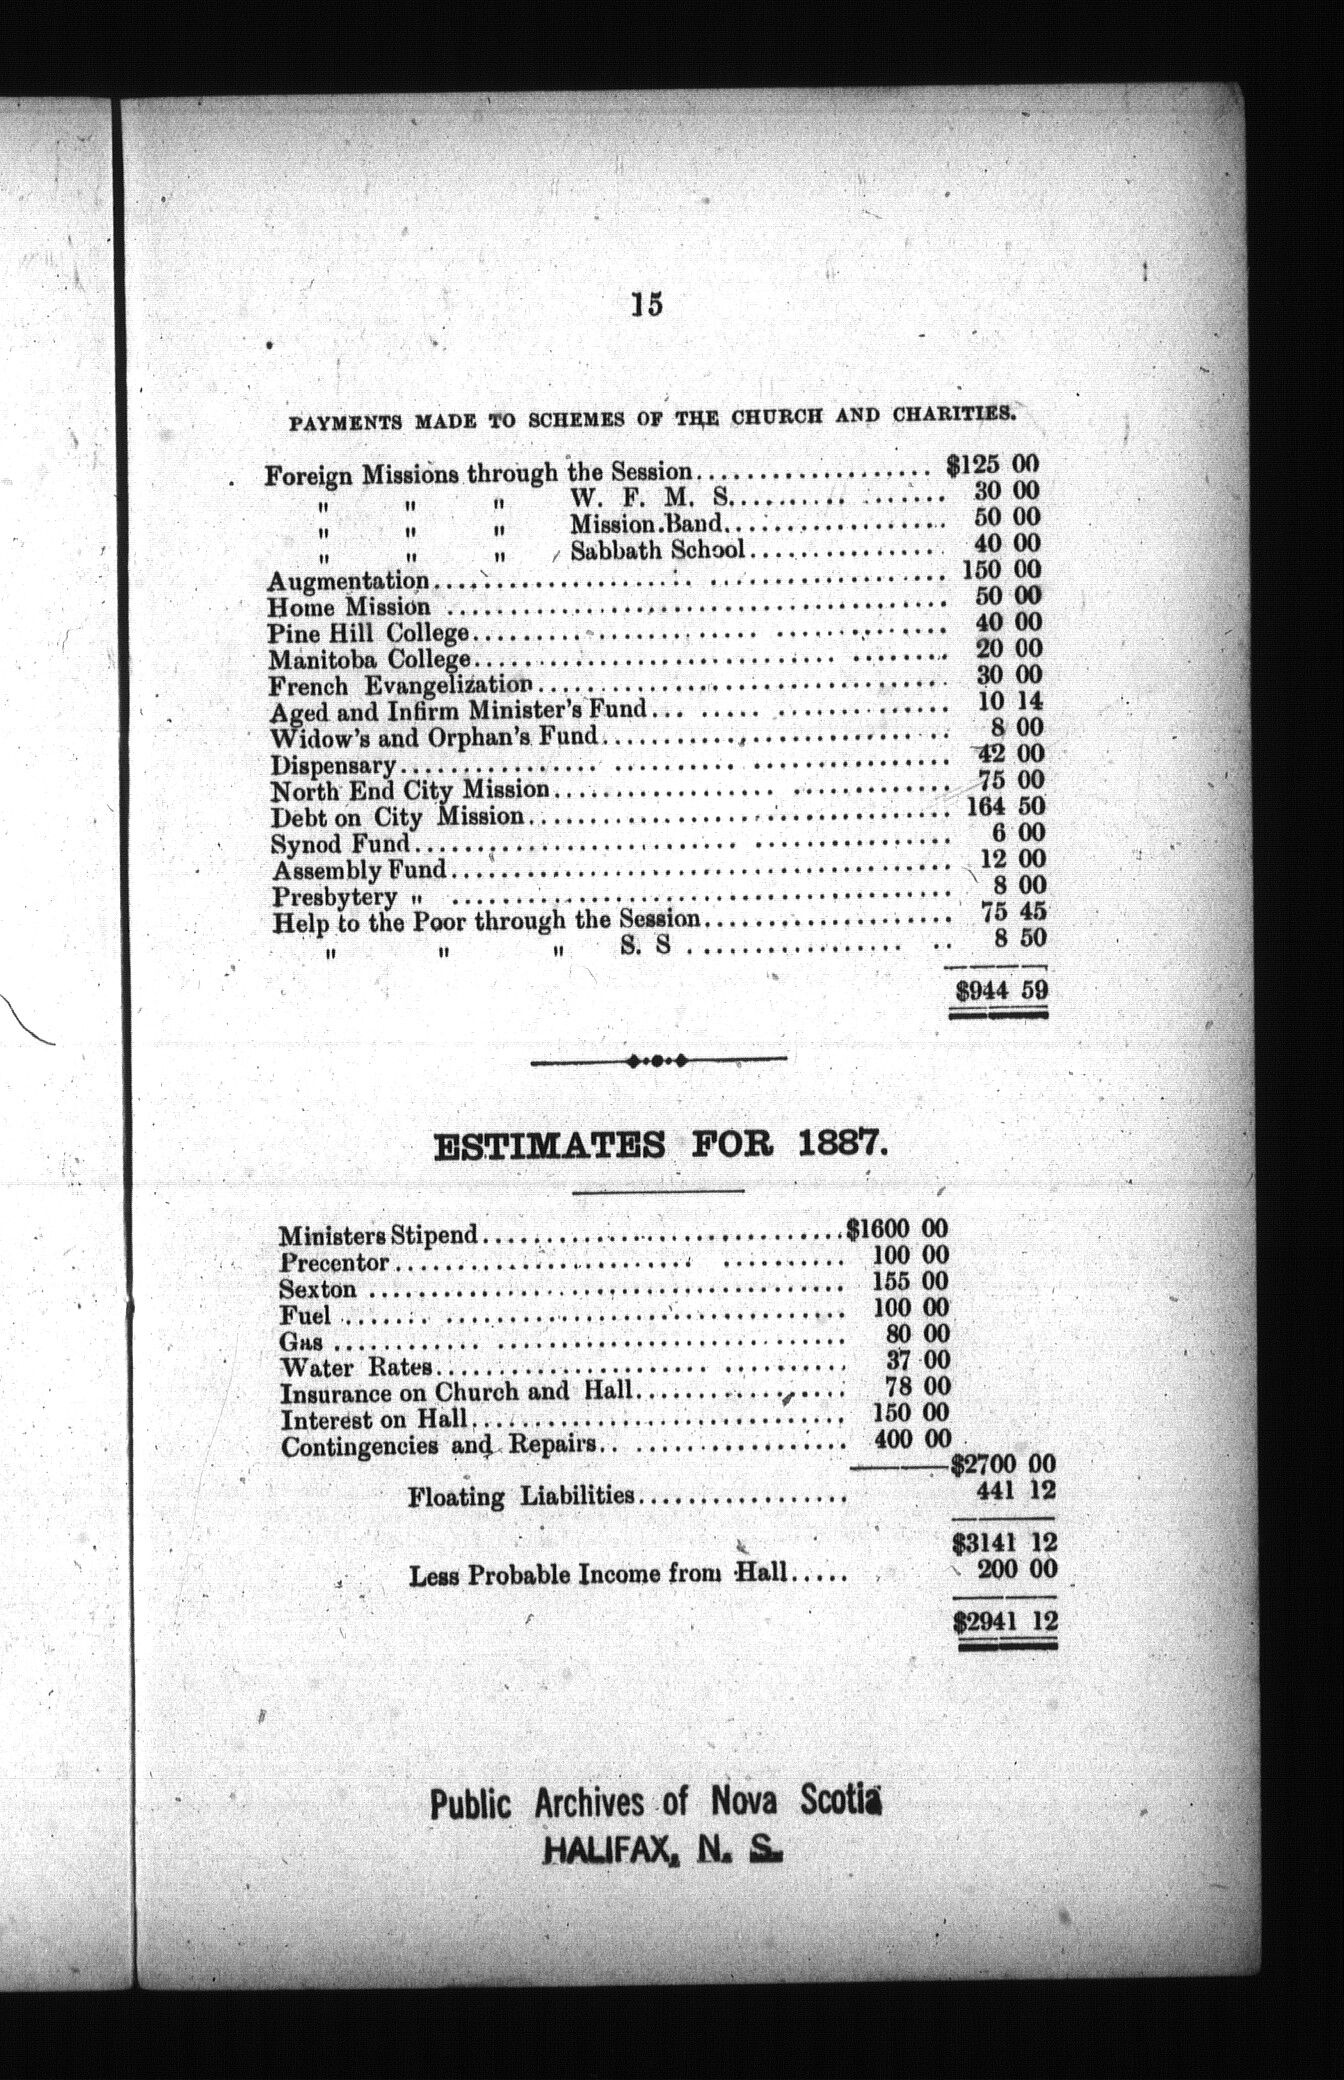 15
PAYMENTS MADE TO SCHEMES OF THE CHURCH AND CHARITIES.
Foreign Missions through the Session................... $125 00
" " " W. F. M. S................ 30 00
" " " Mission Band.................. 50 00
" " " Sabbath School................ 40 00
Augmentation.................................... 150 00
Home Mission .................................... 50 00
Pine Hill College.................................... 40 00
Manitoba College.................................... 20 00
French Evangelization................................. 30 00
Aged and Infirm Minister's Fund....................... 10 14
Widow's and Orphan's Fund........................... 8 00
Dispensary.......................................... 42 00
North End City Mission............................... 75 00
Debt on City Mission................................. 164 50
Synod Fund.......................................... 6 00
Assembly Fund........................................ 12 00
Presbytery " ........................................ 8 00
Help to the Poor through the Session.................... 75 45
" " " S. S .................... 8 50
$944 59
ESTIMATES FOR 1887.
Ministers Stipend.............................$1600 00
Precentor.................................... 100 00
Sexton ...................................... 155 00
Fuel ........................................ 100 00
Gas ......................................... 80 00
Water Rates.................................. 37 00
Insurance on Church and Hall................. 78 00
Interest on Hall.............................. 150 00
Contingencies and Repairs.................... 400 00
$2700 00
Floating Liabilities................. 441 12
$3141 12
Less Probable Income from Hall..... 200 00
$2941 12
Public Archives of Nova Scotia
HALIFAX, N. S.